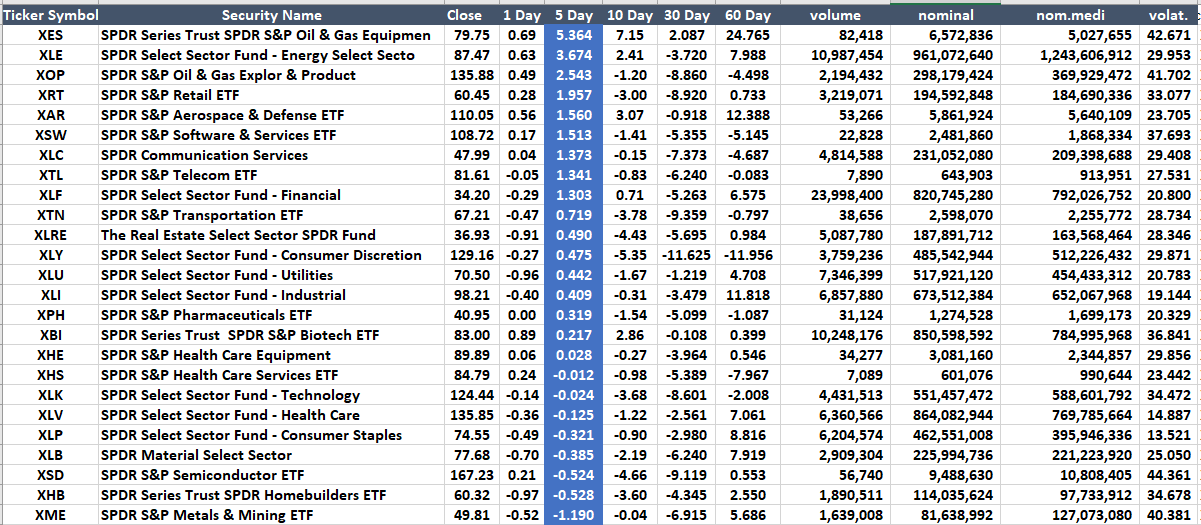 Ticker Symbol Security Name Close 1 Day 5 Day 10 Day 30 Day 60 Day volume nominal nom.medi volat.
XES SPDR Series Trust SPDR S&P Oil & Gas Equipmen 79.75 0.69 5.364 7.15 2.087 24.765 82,418 6,572,836 5,027,655 42.671
XLE SPDR Select Sector Fund - Energy Select Secto 87.47 0.63 3.674 2.41 -3.720 7.988 10,987,454 961,072,640 1,243,606,912 29.953
XOP SPDR S&P Oil & Gas Explor & Product 135.88 0.49 2.543 -1.20 -8.860 -4.498 2,194,432 298,179,424 369,929,472 41.702
XRT SPDR S&P Retail ETF 60.45 0.28 1.957 -3.00 -8.920 0.733 3,219,071 194,592,848 184,690,336 33.077
XAR SPDR S&P Aerospace & Defense ETF 110.05 0.56 1.560 3.07 -0.918 12.388 53,266 5,861,924 5,640,109 23.705
XSW SPDR S&P Software & Services ETF 108.72 0.17 1.513 -1.41 -5.355 -5.145 22,828 2,481,860 1,868,334 37.693
XLC SPDR Communication Services 47.99 0.04 1.373 -0.15 -7.373 -4.687 4,814,588 231,052,080 209,398,688 29.408
XTL SPDR S&P Telecom ETF 81.61 -0.05 1.341 -0.83 -6.240 -0.083 7,890 643,903 913,951 27.531
XLF SPDR Select Sector Fund - Financial 34.20 -0.29 1.303 0.71 -5.263 6.575 23,998,400 820,745,280 792,026,752 20.800
XTN SPDR S&P Transportation ETF 67.21 -0.47 0.719 -3.78 -9.359 -0.797 38,656 2,598,070 2,255,772 28.734
XLRE The Real Estate Select Sector SPDR Fund 36.93 -0.91 0.490 -4.43 -5.695 0.984 5,087,780 187,891,712 163,568,464 28.346
XLY SPDR Select Sector Fund - Consumer Discretion 129.16 -0.27 0.475 -5.35 -11.625 -11.956 3,759,236 485,542,944 512,226,432 29.871
XLU SPDR Select Sector Fund - Utilities 70.50 -0.96 0.442 -1.67 -1.219 4.708 7,346,399 517,921,120 454,433,312 20.783
XLI SPDR Select Sector Fund - Industrial 98.21 -0.40 0.409 -0.31 -3.479 11.818 6,857,880 673,512,384 652,067,968 19.144
XPH SPDR S&P Pharmaceuticals ETF 40.95 0.00 0.319 -1.54 -5.099 -1.087 31,124 1,274,528 1,699,173 20.329
XBI SPDR Series Trust SPDR S&P Biotech ETF 83.00 0.89 0.217 2.86 -0.108 0.399 10,248,176 850,598,592 784,995,968 36.841
XHE SPDR S&P Health Care Equipment 89.89 0.06 0.028 -0.27 -3.964 0.546 34,277 3,081,160 2,344,857 29.856
XHS SPDR S&P Health Care Services ETF 84.79 0.24 -0.012 -0.98 -5.389 -7.967 7,089 601,076 990,644 23.442
XLK SPDR Select Sector Fund - Technology 124.44 -0.14 -0.024 -3.68 -8.601 -2.008 4,431,513 551,457,472 588,601,792 34.472
XLV SPDR Select Sector Fund - Health Care 135.85 -0.36 -0.125 -1.22 -2.561 7.061 6,360,566 864,082,944 769,785,664 14.887
XLP SPDR Select Sector Fund - Consumer Staples 74.55 -0.49 -0.321 -0.90 -2.980 8.816 6,204,574 462,551,008 395,946,336 13.521
XLB SPDR Material Select Sector 77.68 -0.70 -0.385 -2.19 -6.240 7.919 2,909,304 225,994,736 221,223,920 25.050
XSD SPDR S&P Semiconductor ETF 167.23 0.21 -0.524 -4.66 -9.119 0.553 56,740 9,488,630 10,808,405 44.361
XHB SPDR Series Trust SPDR Homebuilders ETF 60.32 -0.97 -0.528 -3.60 -4.345 2.550 1,890,511 114,035,624 97,733,912 34.678
XME SPDR S&P Metals & Mining ETF 49.81 -0.52 -1.190 -0.04 -6.915 5.686 1,639,008 81,638,992 127,073,080 40.381